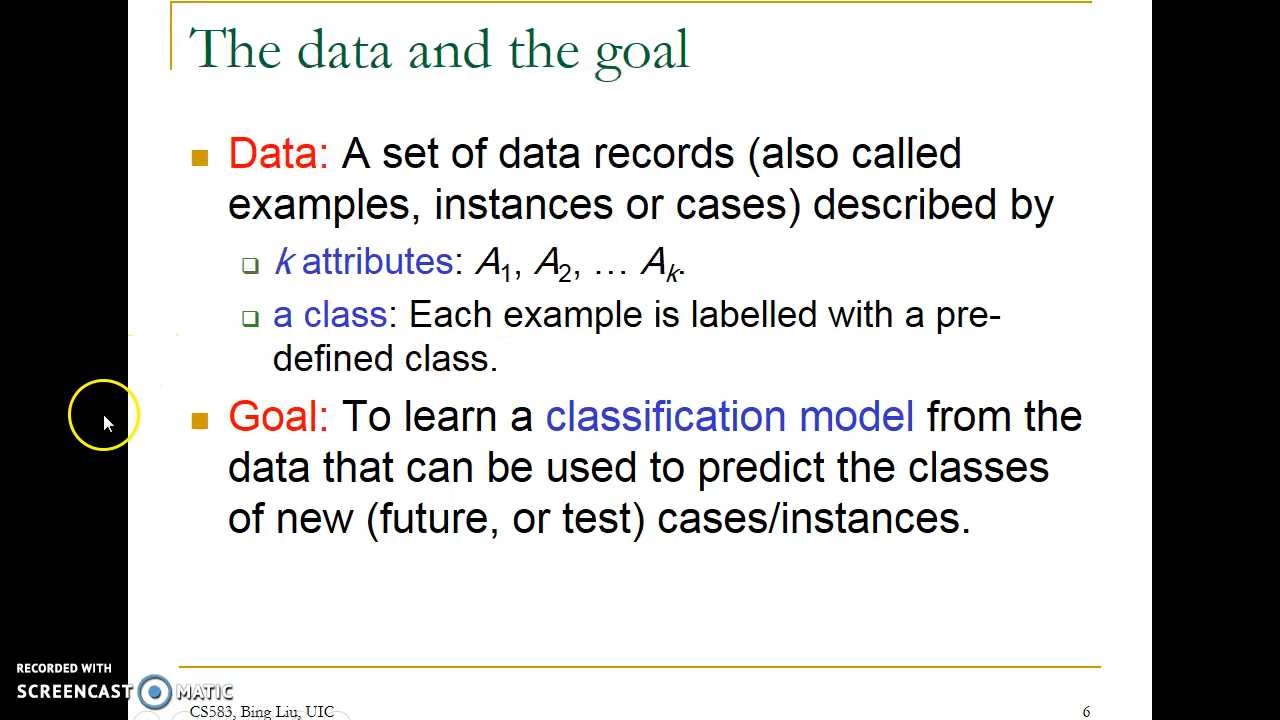 The data and the goal
Data: A set of data records (also called
examples, instances or cases) described by
k attributes: A1, A2, … Ak.
a class: Each example is labelled with a pre-
defined class.
Goal: To learn a classification model from the
data that can be used to predict the classes
of new (future, or test) cases/instances.
RECORDED WITH
SCREENCAST MATIC
CS583, Bing Liu, UIC
6